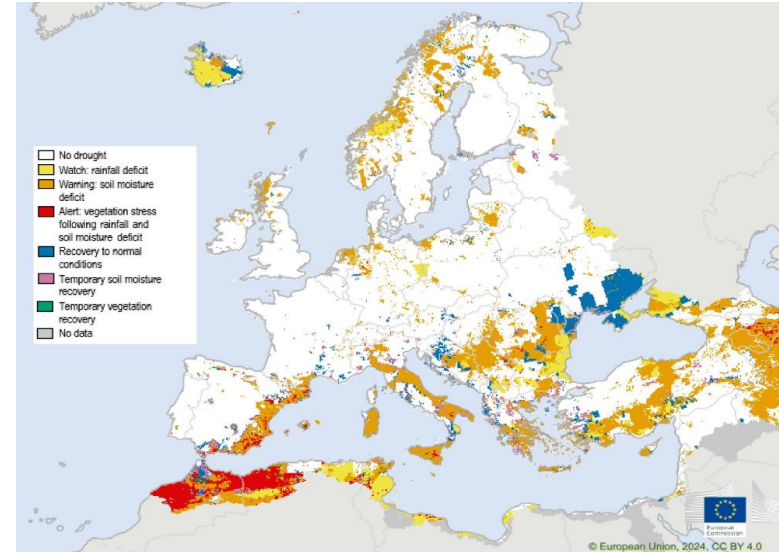 No drought
Watch: rainfall deficit
Warning: soil moisture
deficit
Alert: vegetation stress
following rainfall and
soil moisture deficit
Recovery to normal
conditions
Temporary soil moisture
recovery
Temporary vegetation
recovery
No data
European
Commission
© European Union, 2024, CC BY 4.0